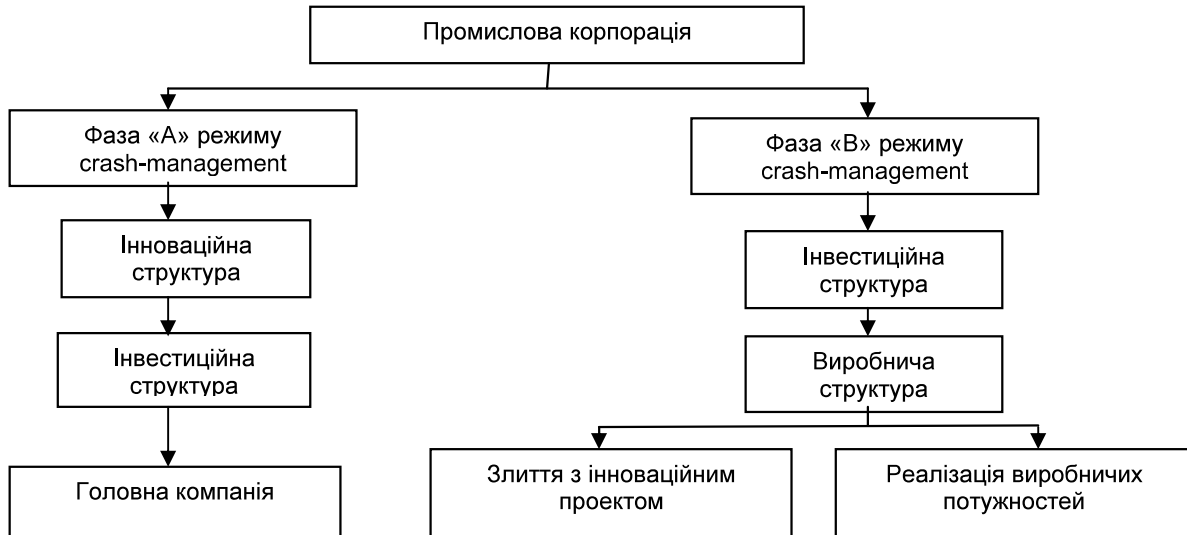 Промислова корпорація
Фаза «А» режиму
crash-management
Фаза «В» режиму
crash-management
Інноваційна
структура
Інвестиційна
структура
Інвестиційна
структура
Виробнича
структура
Головна компанія
Злиття з інноваційним
проектом
Реалізація виробничих
потужностей